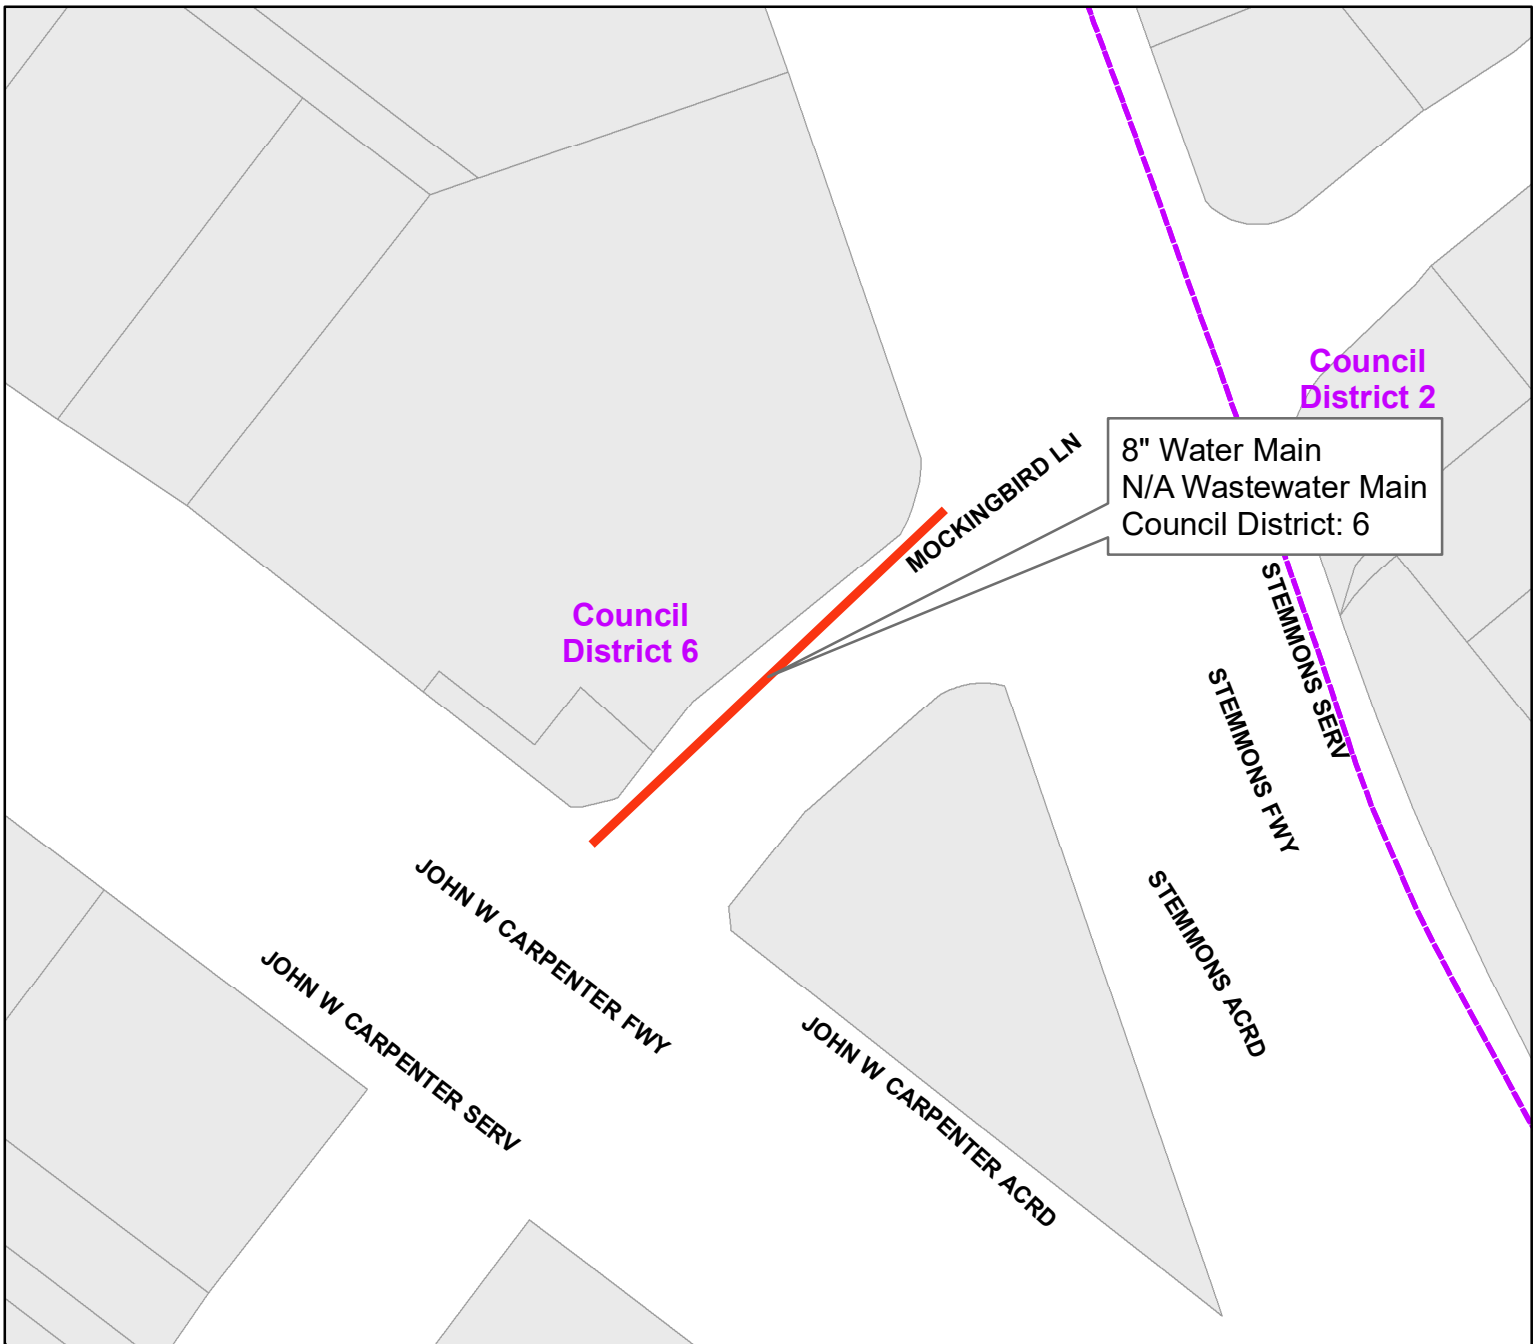 Council
District 2
MOCKINGBIRD LN
8" Water Main
N/A Wastewater Main
Council District: 6
Council
District 6
STEMMONS SERV
STEMMONS FWY
STEMMONS ACRD
JOHN W CARPENTER FWY
JOHN W CARPENTER SERV
JOHN W CARPENTER ACRD